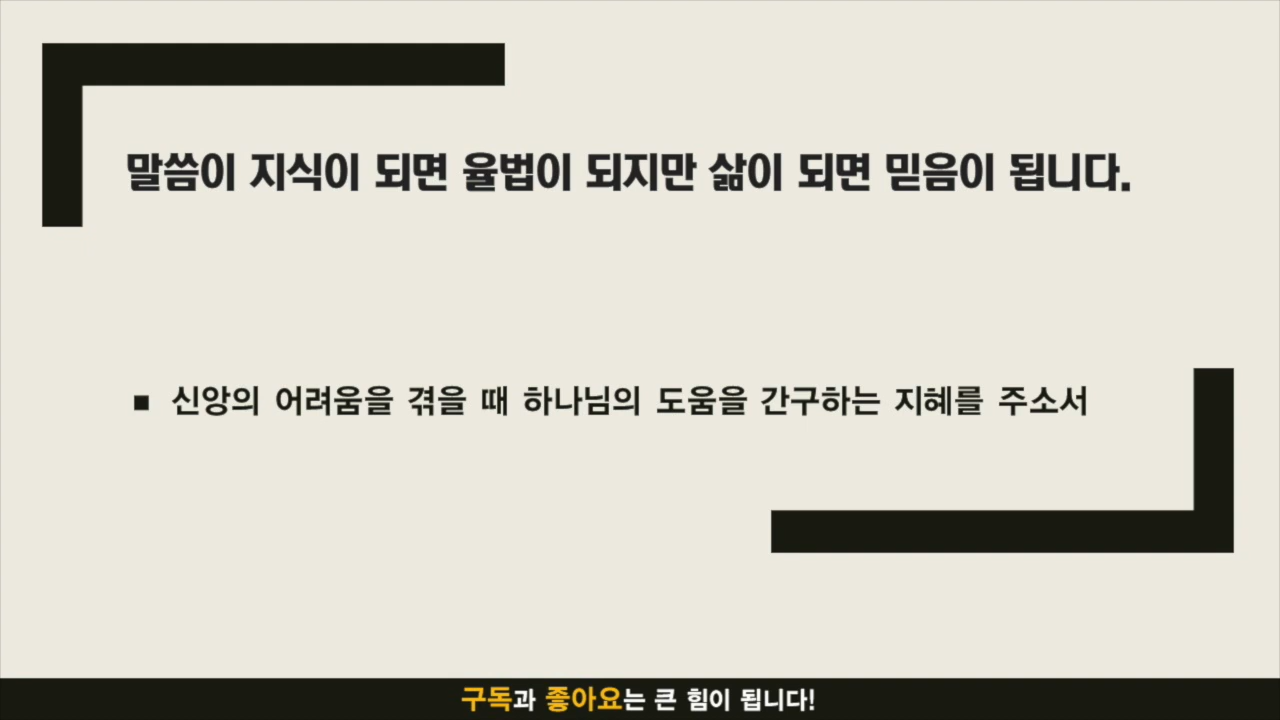 말씀이 지식이 되면 율법이 되지만 삶이 되면 믿음이 됩니다.
■ 신앙의 어려움을 겪을 때 하나님의 도움을 간구하는 지혜를 주소서
구독과 좋아요는 큰 힘이 됩니다!